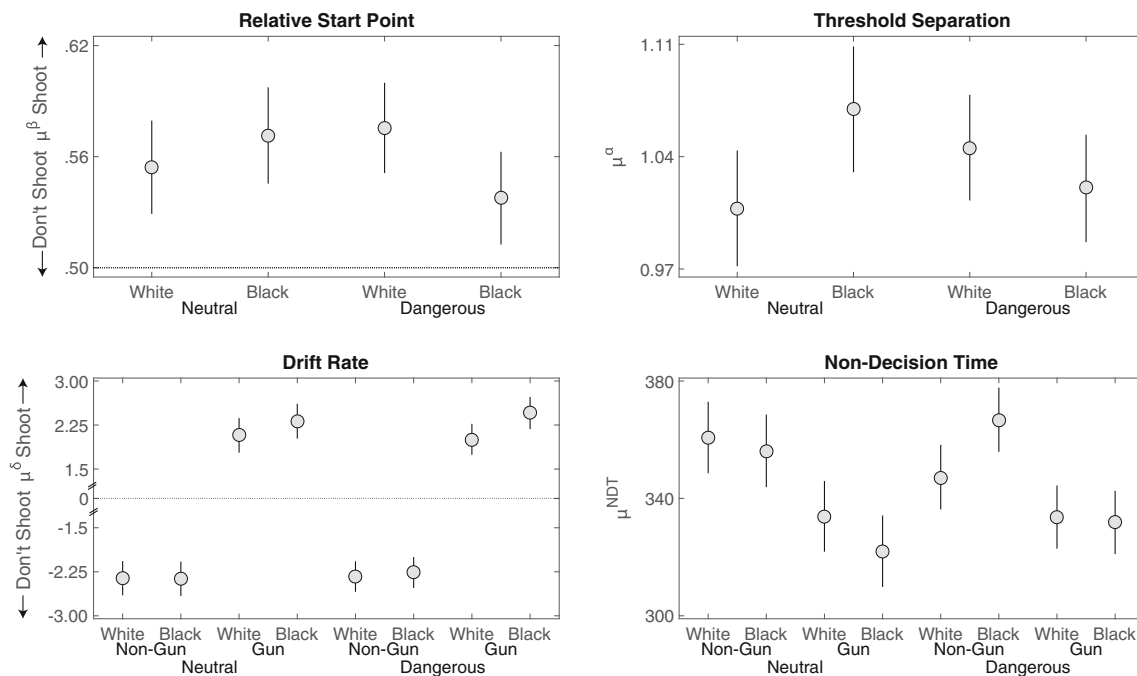 Relative Start Point
Don't Shoot μ^β Shoot
.62
.56
.50
White Black White Black
Neutral Dangerous
Threshold Separation
μ^α
1.11
1.04
0.97
White Black White Black
Neutral Dangerous
Drift Rate
Don't Shoot μ^δ Shoot
3.00
2.25
1.5
0
-1.5
-2.25
-3.00
White Black White Black White Black White Black
Non-Gun Gun Non-Gun Gun
Neutral Dangerous
Non-Decision Time
μ^NDT
380
340
300
White Black White Black White Black White Black
Non-Gun Gun Non-Gun Gun
Neutral Dangerous